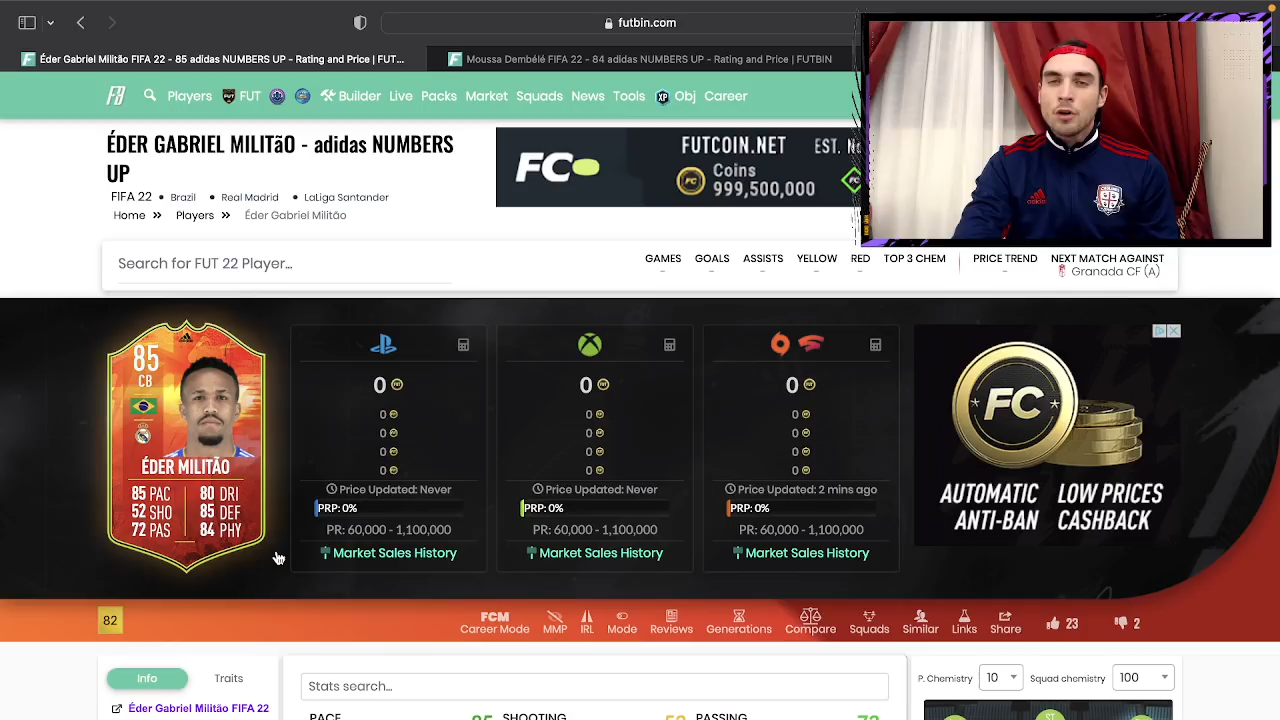 futbin.com
Éder Gabriel Militão FIFA 22 - 85 adidas NUMBERS UP - Rating and Price | FUT...
Moussa Dembélé FIFA 22 - 84 adidas NUMBERS UP - Rating and Price | FUTBIN
Players FUT Builder Live Packs Market Squads News Tools XP Obj Career
ÉDER GABRIEL MILITãO - adidas NUMBERS
UP
FIFA 22 • Brazil • Real Madrid • LaLiga Santander
Home » Players » Éder Gabriel Militão
FC
FUTCOIN.NET EST. N
Coins
999,500,000
Search for FUT 22 Player...
GAMES GOALS ASSISTS YELLOW RED TOP 3 CHEM PRICE TREND NEXT MATCH AGAINST
- - - - - - Granada CF (A)
85
CB
ÉDER MILITÃO
85 PAC 80 DRI
52 SHO 85 DEF
72 PAS 84 PHY
0
0
0
0
0
Price Updated: Never
PRP: 0%
PR: 60,000 - 1,100,000
Market Sales History
0
0
0
0
0
Price Updated: Never
PRP: 0%
PR: 60,000 - 1,100,000
Market Sales History
0
0
0
0
0
Price Updated: 2 mins ago
PRP: 0%
PR: 60,000 - 1,100,000
Market Sales History
FC
AUTOMATIC LOW PRICES
ANTI-BAN CASHBACK
82
FCM
Career Mode MMP IRL Mode Reviews Generations Compare Squads Similar Links Share 23 2
Info Traits
Éder Gabriel Militão FIFA 22
Stats search...
PACE 85 SHOOTING 52 PASSING 72
P. Chemistry 10 Squad chemistry 100
ST